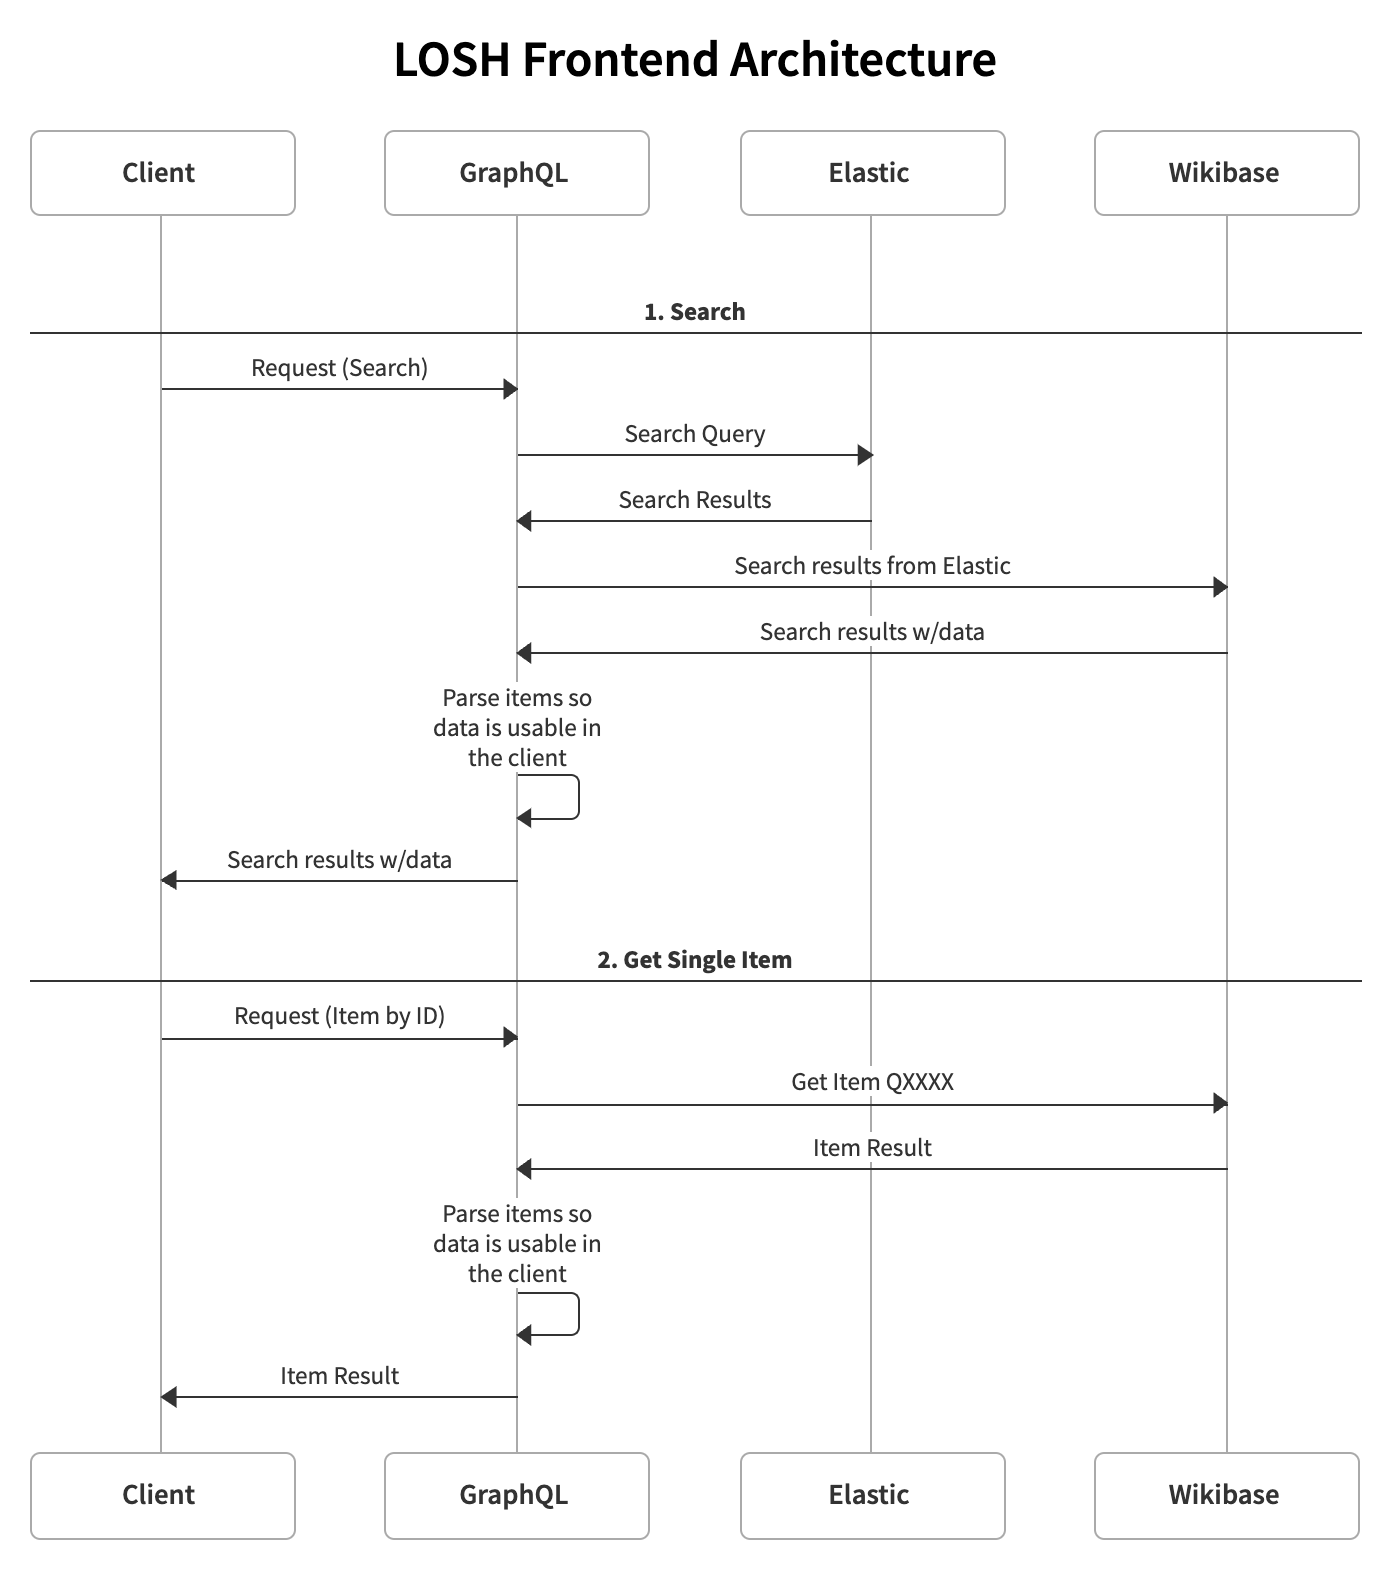 LOSH Frontend Architecture
Client
GraphQL
Elastic
Wikibase
1. Search
Request (Search)
Search Query
Search Results
Search results from Elastic
Search results w/data
Parse items so
data is usable in
the client
Search results w/data
2. Get Single Item
Request (Item by ID)
Get Item QXXXX
Item Result
Parse items so
data is usable in
the client
Item Result
Client
GraphQL
Elastic
Wikibase